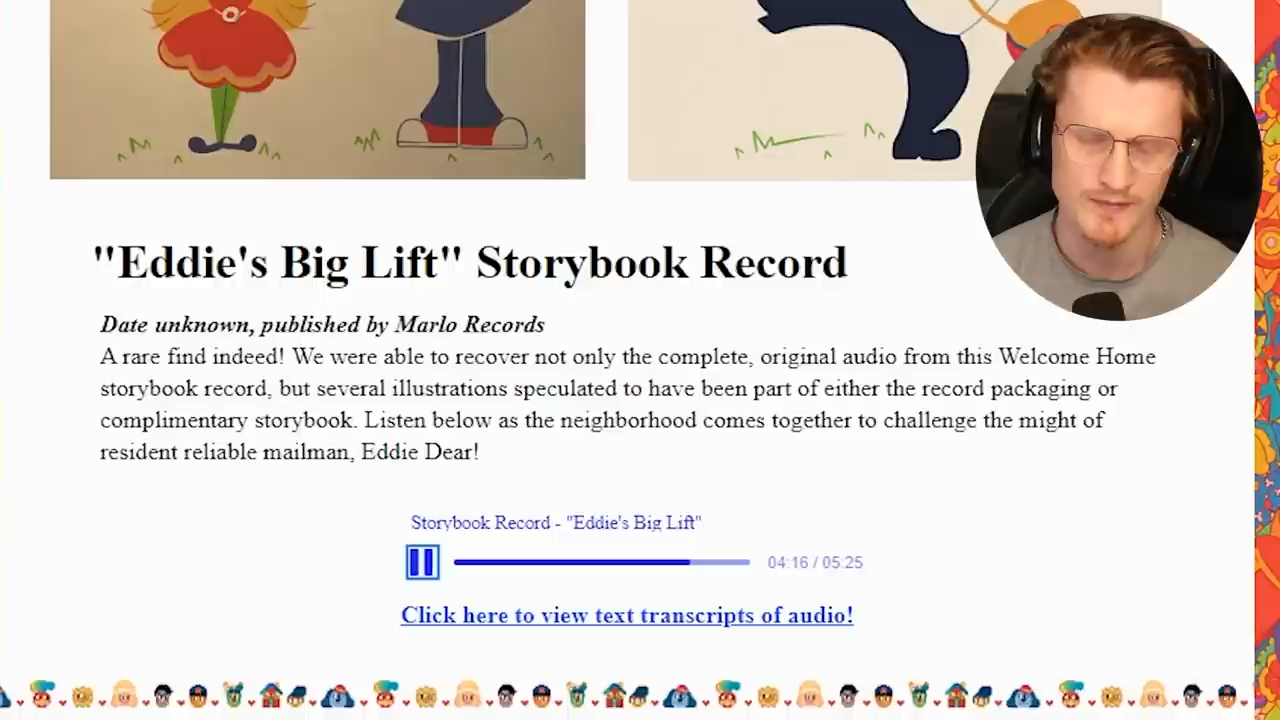 "Eddie's Big Lift" Storybook Record
Date unknown, published by Marlo Records
A rare find indeed! We were able to recover not only the complete, original audio from this Welcome Home
storybook record, but several illustrations speculated to have been part of either the record packaging or
complimentary storybook. Listen below as the neighborhood comes together to challenge the might of
resident reliable mailman, Eddie Dear!
Storybook Record - "Eddie's Big Lift"
04:16 / 05:25
Click here to view text transcripts of audio!